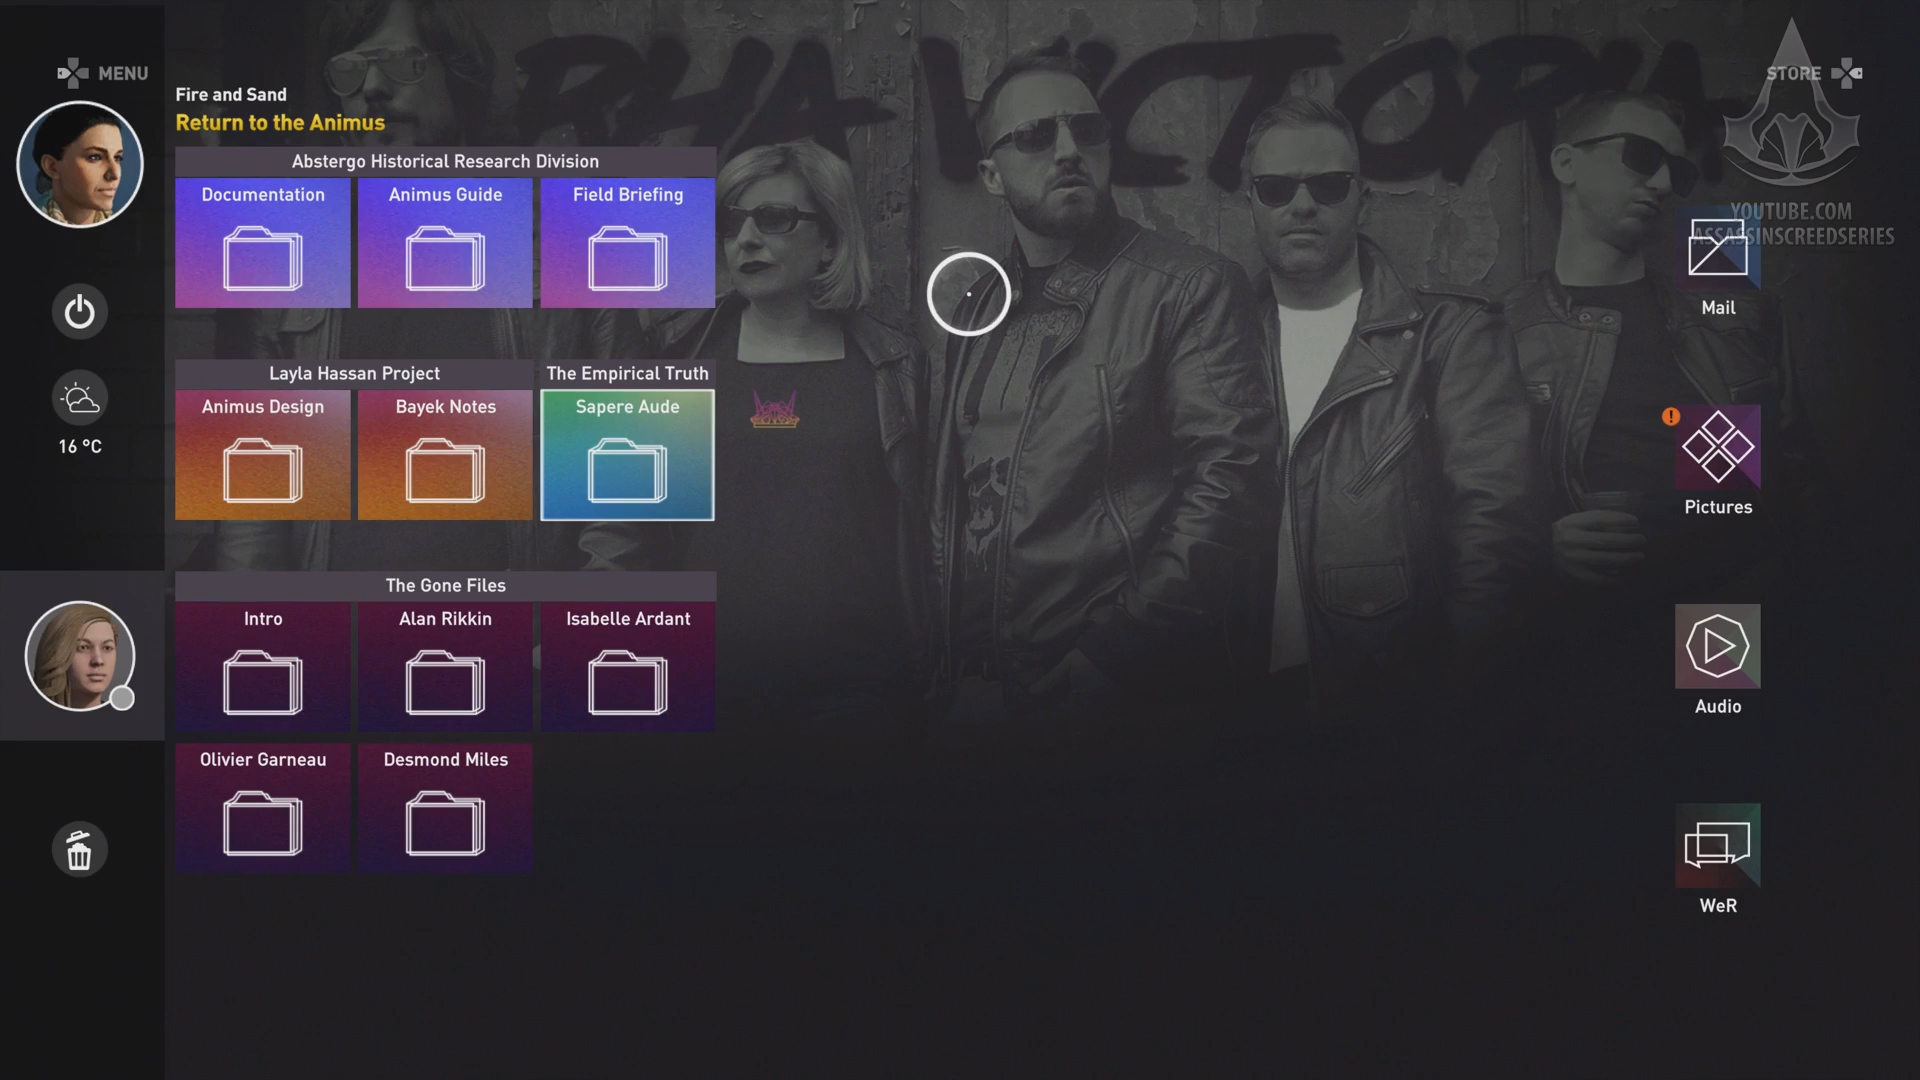 MENU
STORE
Fire and Sand
Return to the Animus
Abstergo Historical Research Division
Documentation
Animus Guide
Field Briefing
Layla Hassan Project
The Empirical Truth
Animus Design
Bayek Notes
Sapere Aude
16 °C
The Gone Files
Intro
Alan Rikkin
Isabelle Ardant
Olivier Garneau
Desmond Miles
YOUTUBE.COM
ASSASSINSCREEDSERIES
Mail
!
Pictures
Audio
WeR